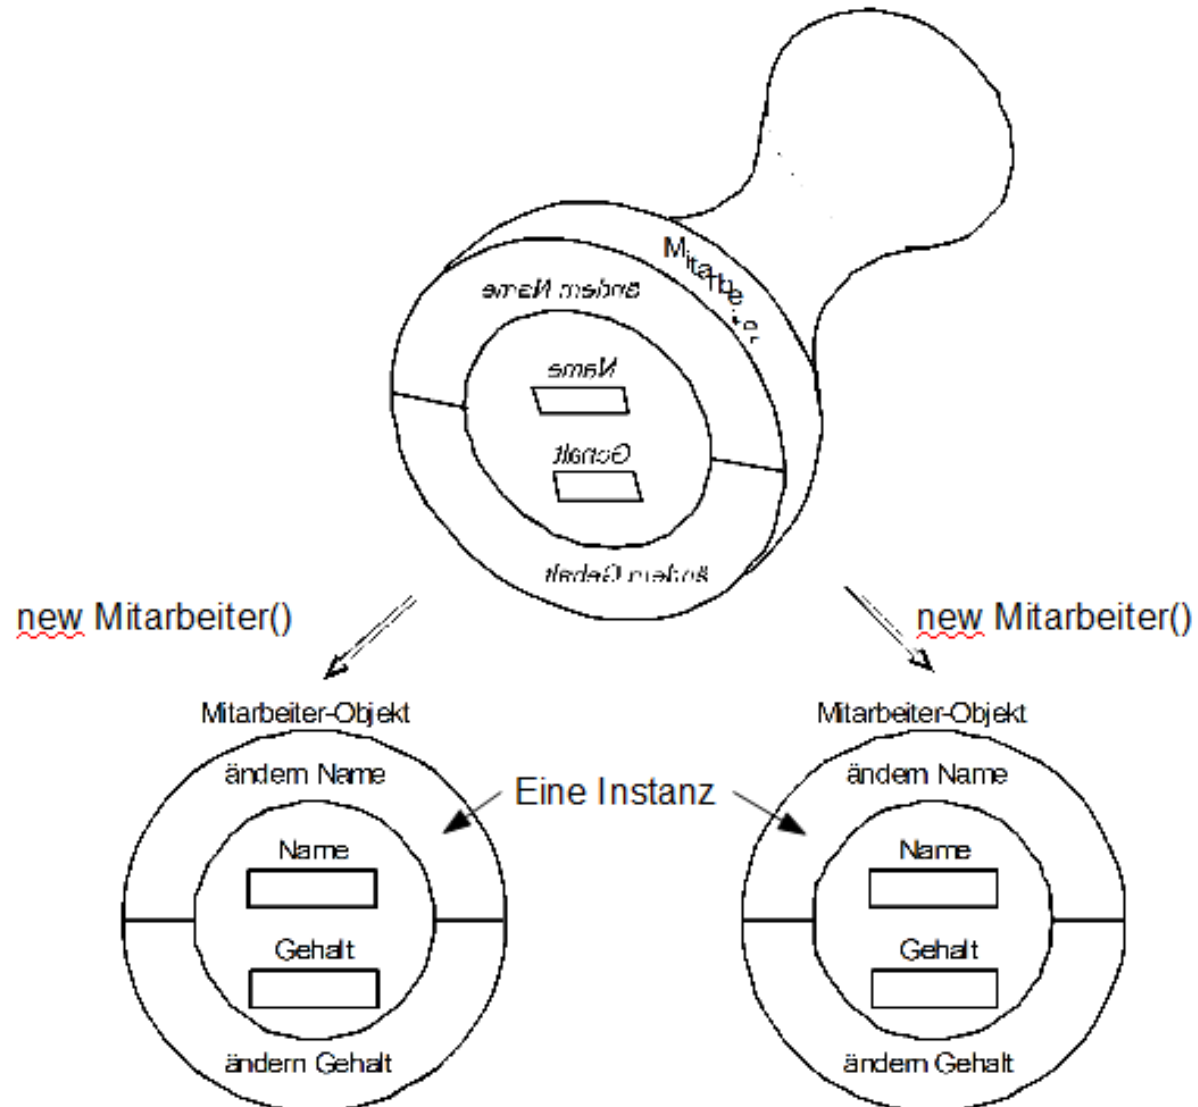 Mitarbe
ändern Name
Name
Gehalt
ändern Gehalt
new Mitarbeiter()
new Mitarbeiter()
Mitarbeiter-Objekt
Mitarbeiter-Objekt
ändern Name
ändern Name
Eine Instanz
Name
Name
Gehalt
Gehalt
ändern Gehalt
ändern Gehalt